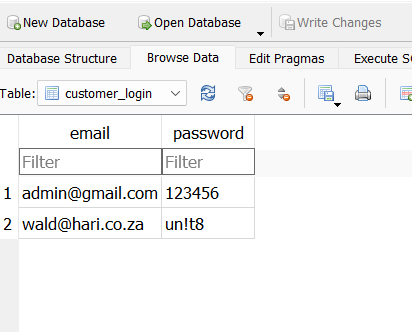 New Database Open Database Write Changes
Database Structure Browse Data Edit Pragmas Execute SQ
Table: customer_login
email password
Filter Filter
1 admin@gmail.com 123456
2 wald@hari.co.za un!t8